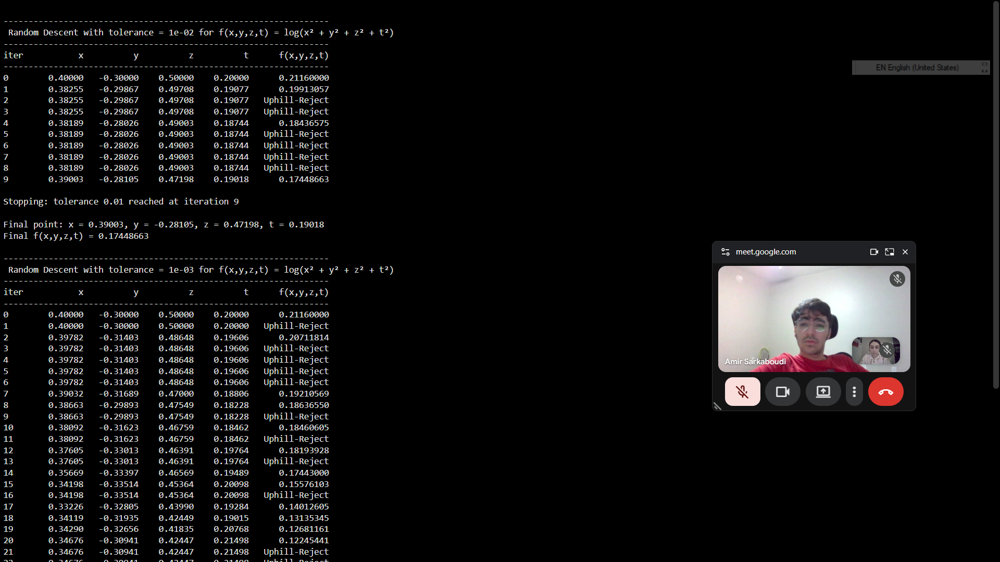 ----------------------------------------------------------------
Random Descent with tolerance = 1e-02 for f(x,y,z,t) = log(x² + y² + z² + t²)
----------------------------------------------------------------
iter x y z t f(x,y,z,t)
----------------------------------------------------------------
0 0.40000 -0.30000 0.50000 0.20000 0.21160000
1 0.38255 -0.29867 0.49708 0.19077 0.19913057
2 0.38255 -0.29867 0.49708 0.19077 Uphill-Reject
3 0.38255 -0.29867 0.49708 0.19077 Uphill-Reject
4 0.38189 -0.28026 0.49003 0.18744 0.18436575
5 0.38189 -0.28026 0.49003 0.18744 Uphill-Reject
6 0.38189 -0.28026 0.49003 0.18744 Uphill-Reject
7 0.38189 -0.28026 0.49003 0.18744 Uphill-Reject
8 0.38189 -0.28026 0.49003 0.18744 Uphill-Reject
9 0.39003 -0.28105 0.47198 0.19018 0.17448663
Stopping: tolerance 0.01 reached at iteration 9
Final point: x = 0.39003, y = -0.28105, z = 0.47198, t = 0.19018
Final f(x,y,z,t) = 0.17448663
----------------------------------------------------------------
Random Descent with tolerance = 1e-03 for f(x,y,z,t) = log(x² + y² + z² + t²)
----------------------------------------------------------------
iter x y z t f(x,y,z,t)
----------------------------------------------------------------
0 0.40000 -0.30000 0.50000 0.20000 0.21160000
1 0.40000 -0.30000 0.50000 0.20000 Uphill-Reject
2 0.39782 -0.31403 0.48648 0.19606 0.20711814
3 0.39782 -0.31403 0.48648 0.19606 Uphill-Reject
4 0.39782 -0.31403 0.48648 0.19606 Uphill-Reject
5 0.39782 -0.31403 0.48648 0.19606 Uphill-Reject
6 0.39782 -0.31403 0.48648 0.19606 Uphill-Reject
7 0.39032 -0.31689 0.47000 0.18806 0.19210569
8 0.38663 -0.29893 0.47549 0.18228 0.18636550
9 0.38663 -0.29893 0.47549 0.18228 Uphill-Reject
10 0.38092 -0.31623 0.46759 0.18462 0.18460605
11 0.38092 -0.31623 0.46759 0.18462 Uphill-Reject
12 0.37605 -0.33013 0.46391 0.19764 0.18193928
13 0.37605 -0.33013 0.46391 0.19764 Uphill-Reject
14 0.35669 -0.33397 0.46569 0.19489 0.17443000
15 0.34198 -0.33514 0.45364 0.20098 0.15576103
16 0.34198 -0.33514 0.45364 0.20098 Uphill-Reject
17 0.33226 -0.32805 0.43990 0.19284 0.14012605
18 0.34119 -0.31935 0.42449 0.19015 0.13135345
19 0.34290 -0.32656 0.41835 0.20768 0.12681161
20 0.34676 -0.30941 0.42447 0.21498 0.12245441
21 0.34676 -0.30941 0.42447 0.21498 Uphill-Reject
EN English (United States)
meet.google.com
Amir Sarkaboudi